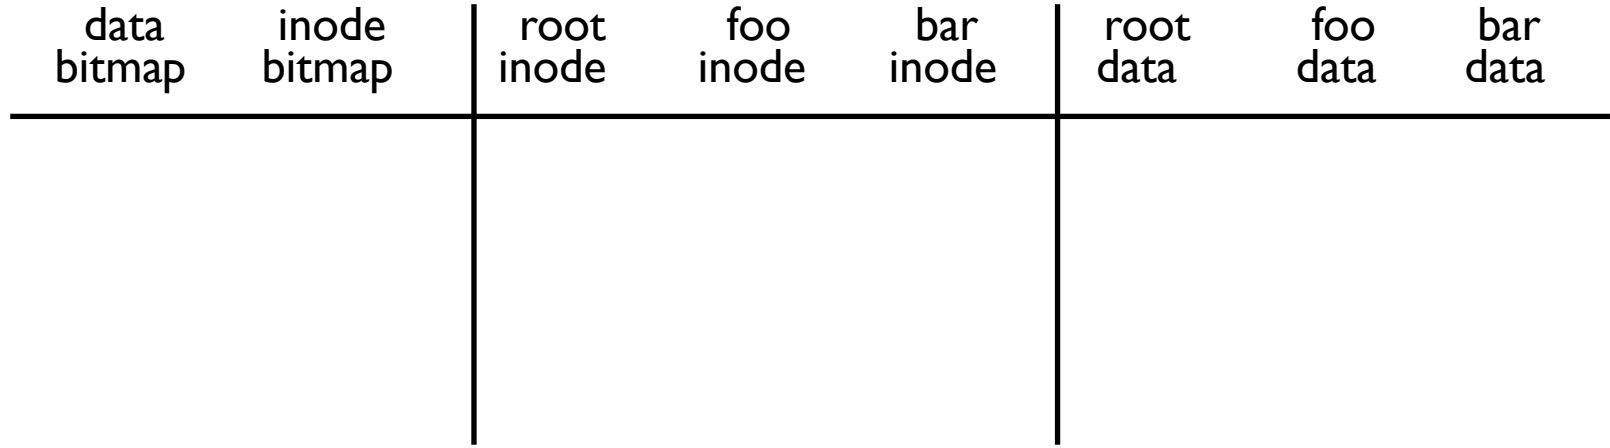 data inode root foo bar root foo bar
bitmap bitmap inode inode inode data data data